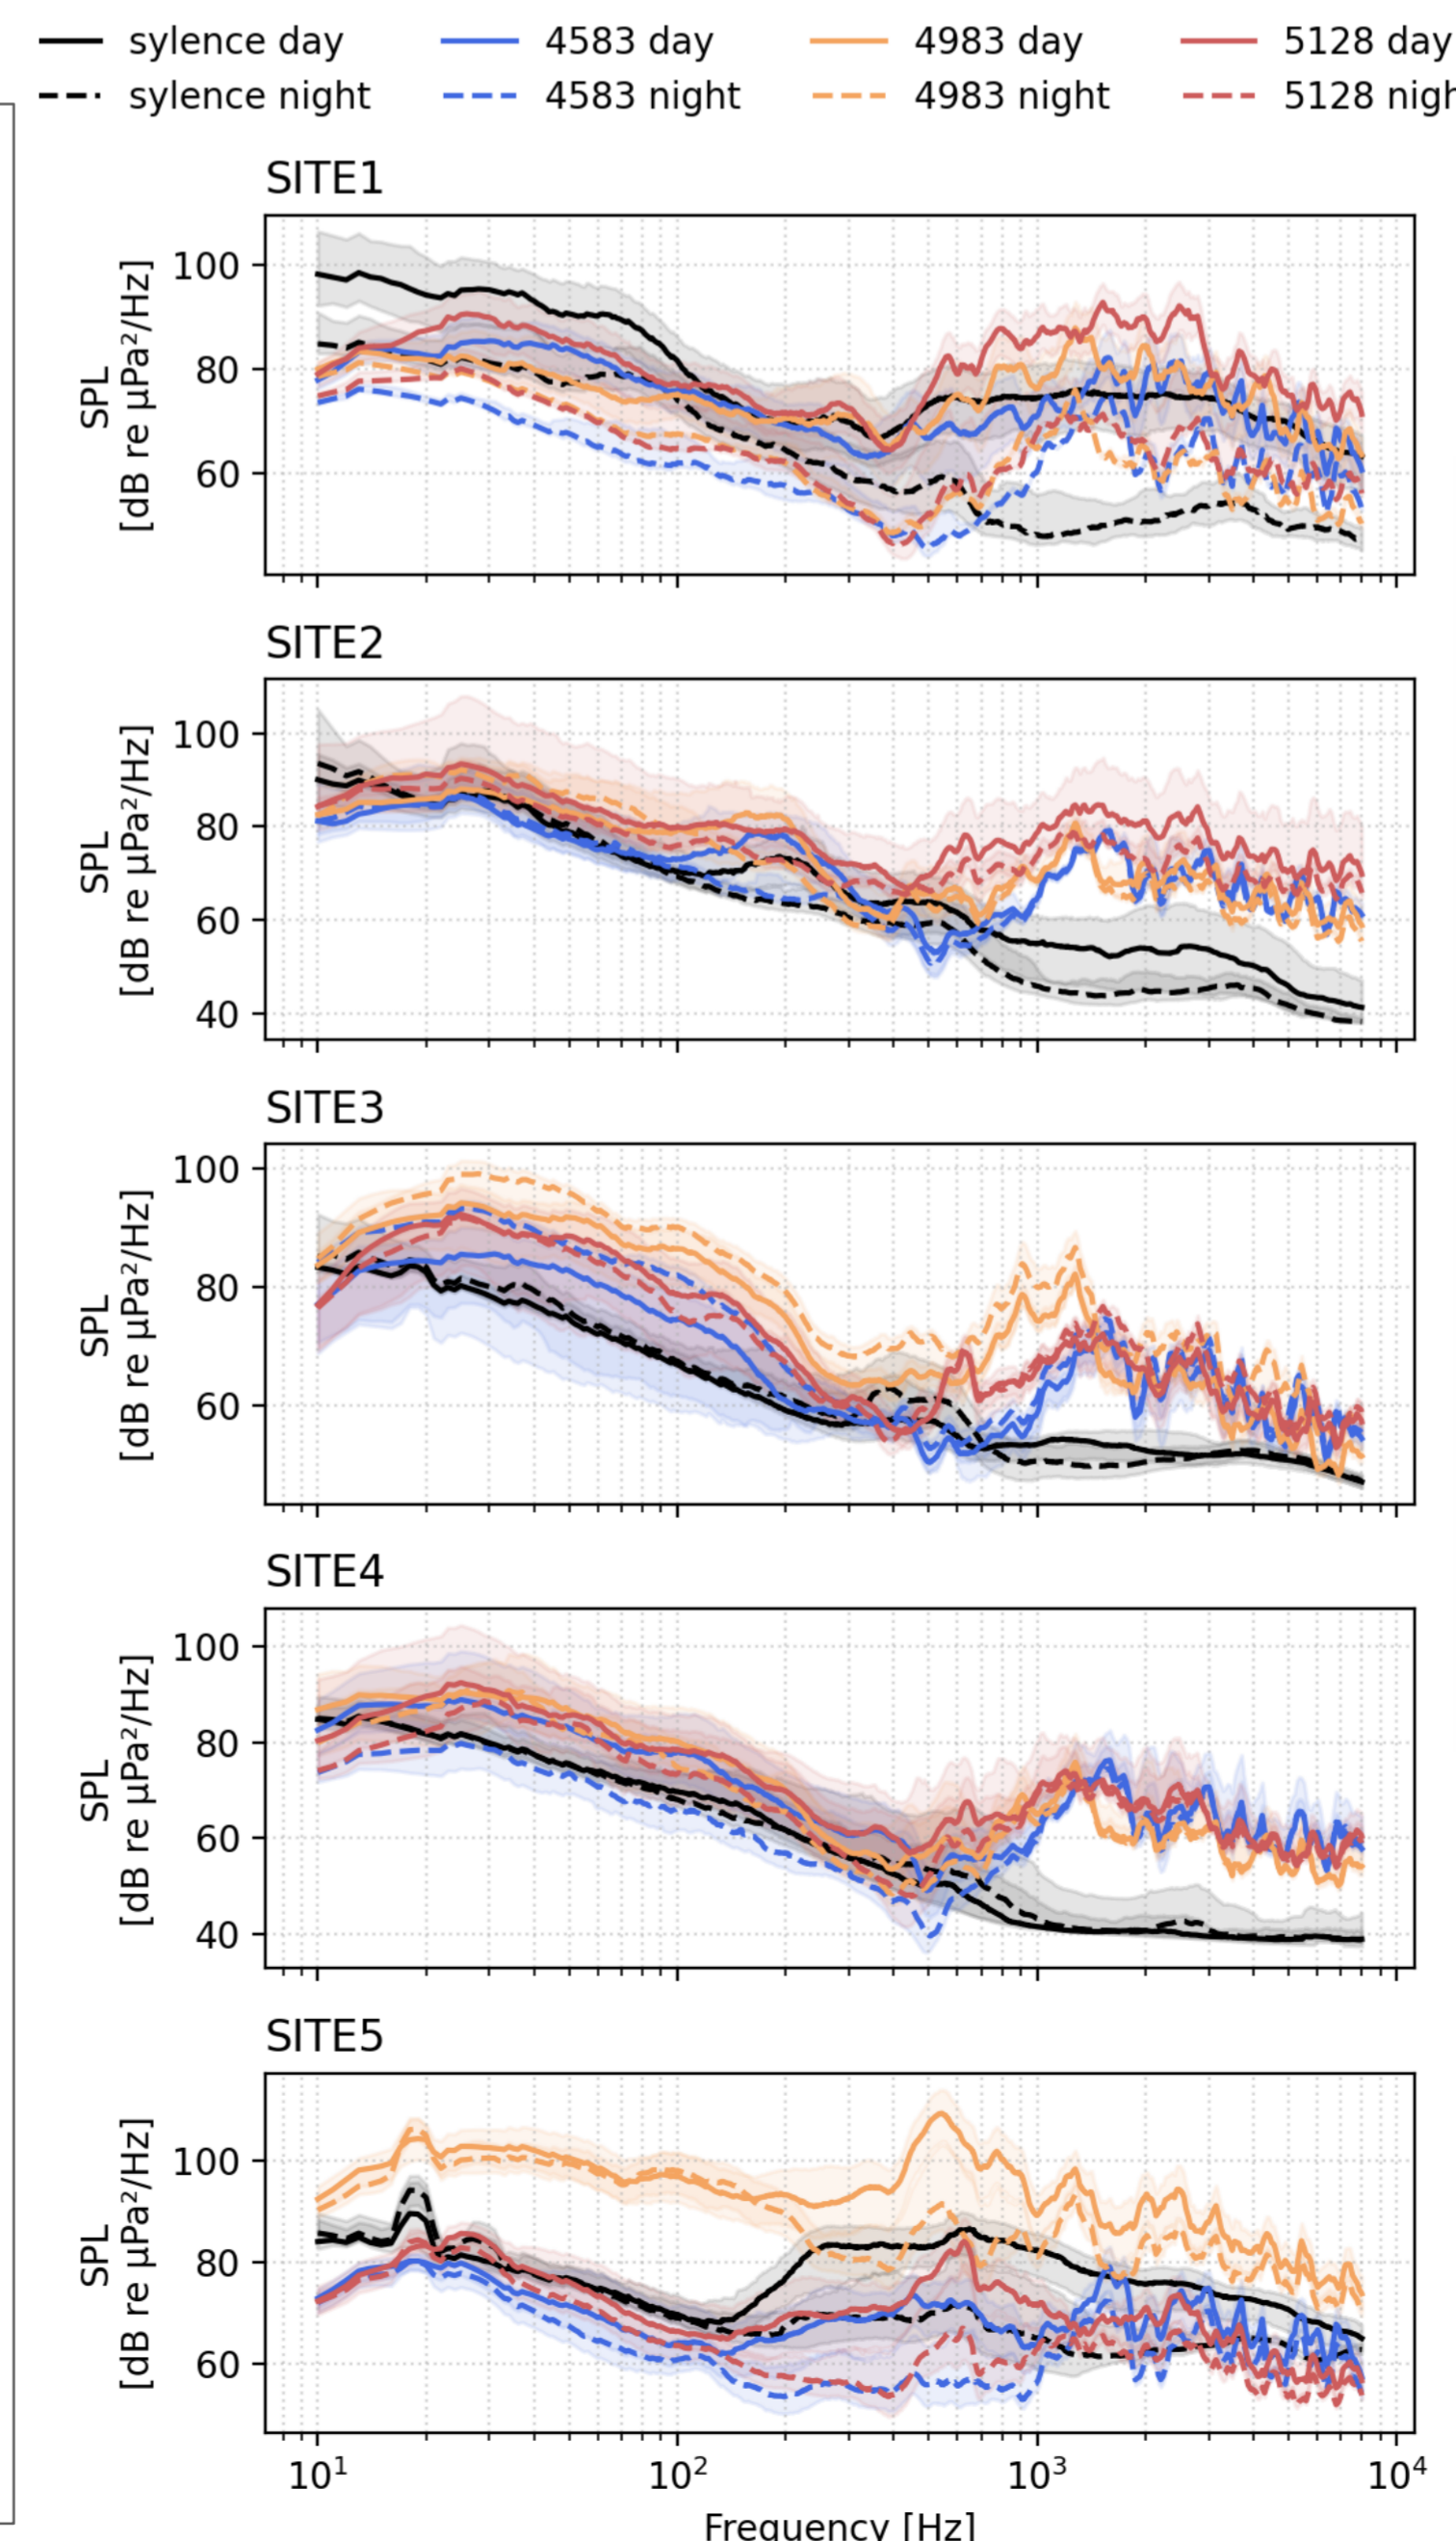 sylence day 4583 day 4983 day 5128 day
sylence night 4583 night 4983 night 5128
SITE1
SPL
[dB re µPa²/Hz]
100
80
60
SITE2
SPL
[dB re µPa²/Hz]
100
80
60
40
SITE3
SPL
[dB re µPa²/Hz]
100
80
60
SITE4
SPL
[dB re µPa²/Hz]
100
80
60
40
SITE5
SPL
[dB re µPa²/Hz]
100
80
60
10¹ 10² 10³ 10⁴
Frequency [Hz]